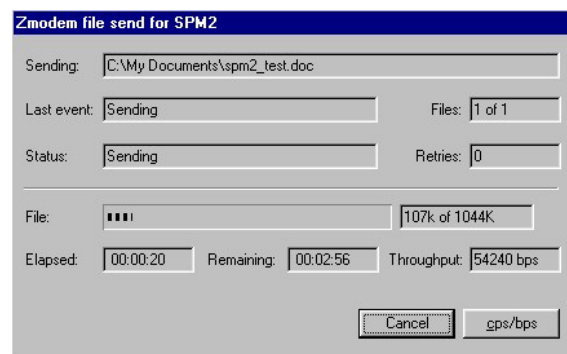 Zmodem file send for SPM2
Sending: C:\My Documents\spm2_test.doc
Last event: Sending Files: 1 of 1
Status: Sending Retries: 0
File: 107k of 1044K
Elapsed: 00:00:20 Remaining: 00:02:56 Throughput: 54240 bps
Cancel cps/bps